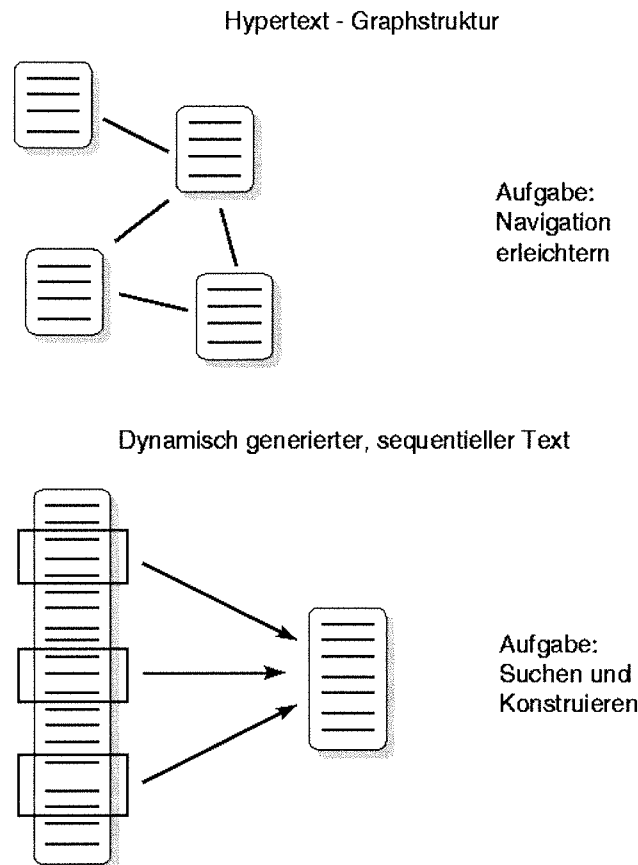 Hypertext - Graphstruktur
Aufgabe:
Navigation
erleichtern
Dynamisch generierter, sequentieller Text
Aufgabe:
Suchen und
Konstruieren